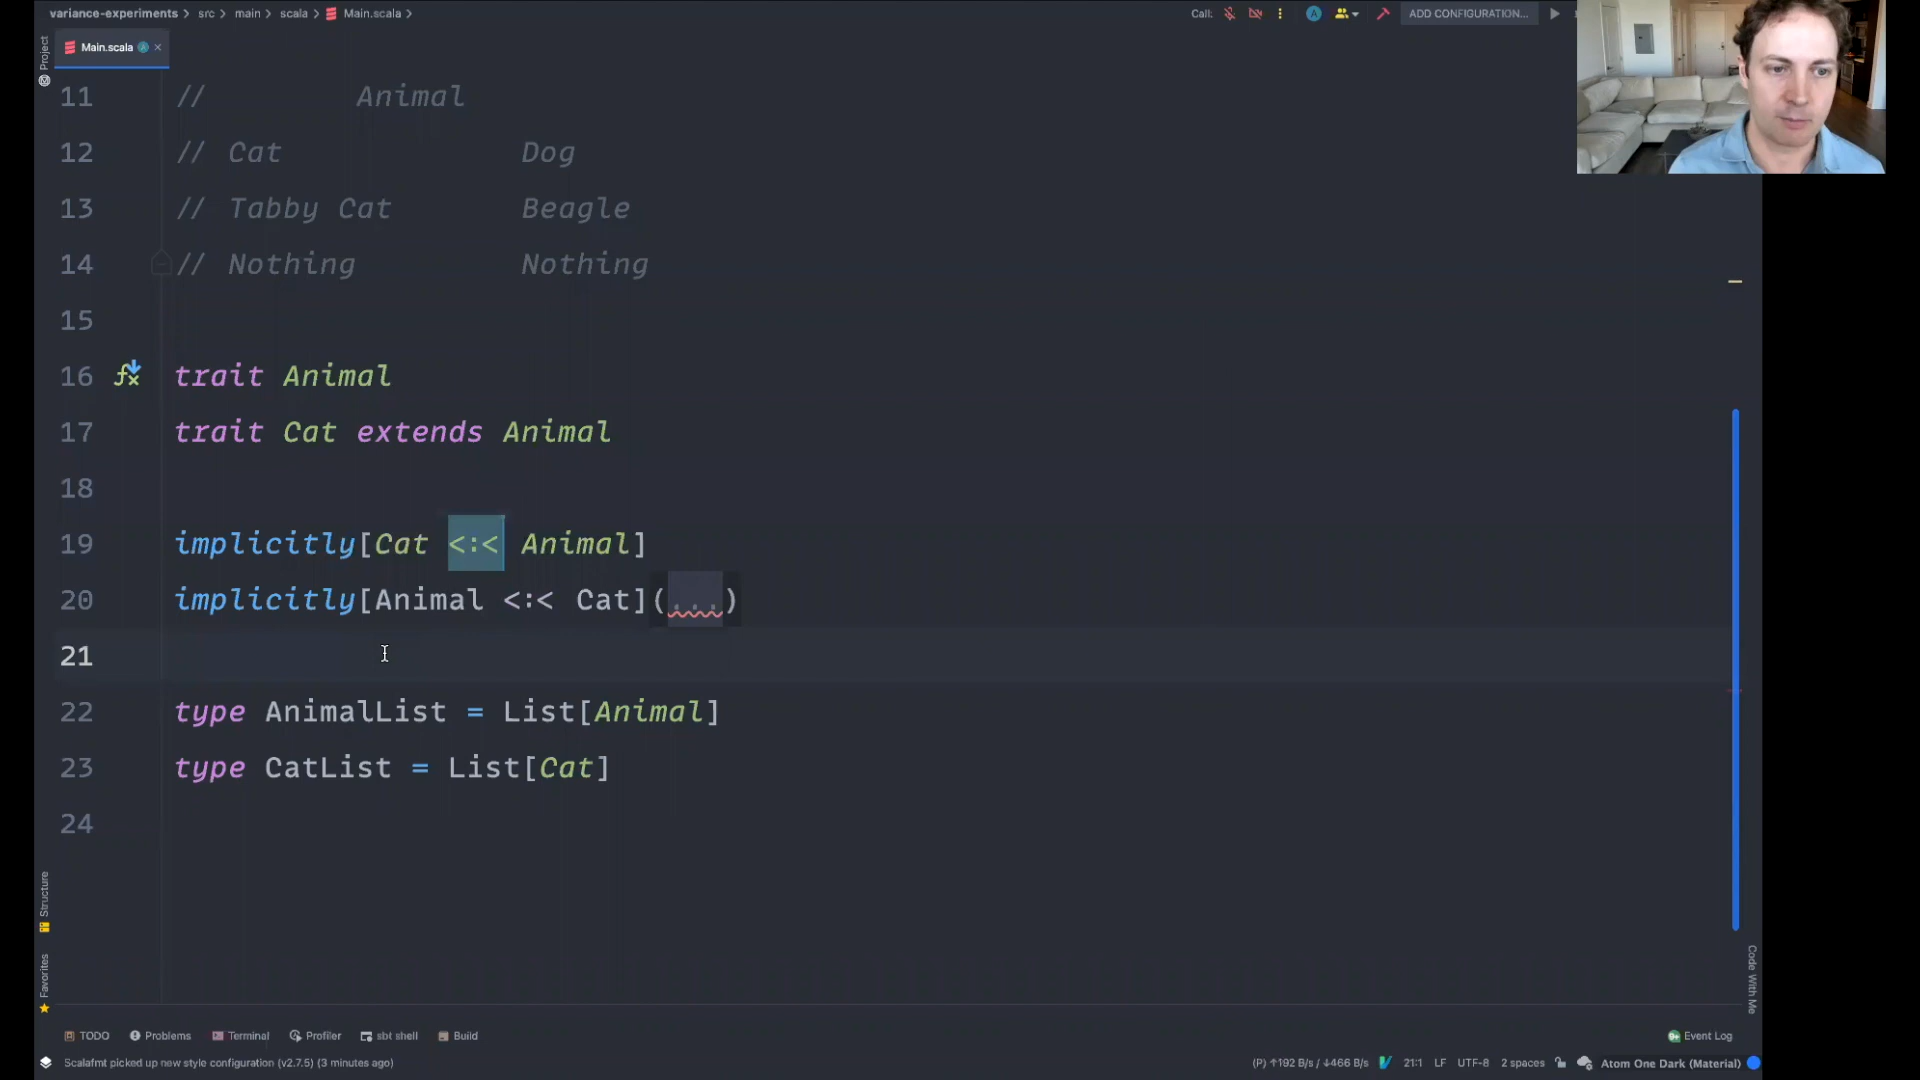 variance-experiments > src > main > scala > Main.scala >
Call:
A
ADD CONFIGURATION...
Project
Main.scala
11 // Animal
12 // Cat Dog
13 // Tabby Cat Beagle
14 // Nothing Nothing
15
16 trait Animal
17 trait Cat extends Animal
18
19 implicitly[Cat <:< Animal]
20 implicitly[Animal <:< Cat](...)
21
22 type AnimalList = List[Animal]
23 type CatList = List[Cat]
24
Structure
Favorites
Code With Me
TODO Problems Terminal Profiler sbt shell Build
Event Log
Scalafmt picked up new style configuration (v2.7.5) (3 minutes ago)
(P) ↑192 B/s / ↓466 B/s 21:1 LF UTF-8 2 spaces Atom One Dark (Material)